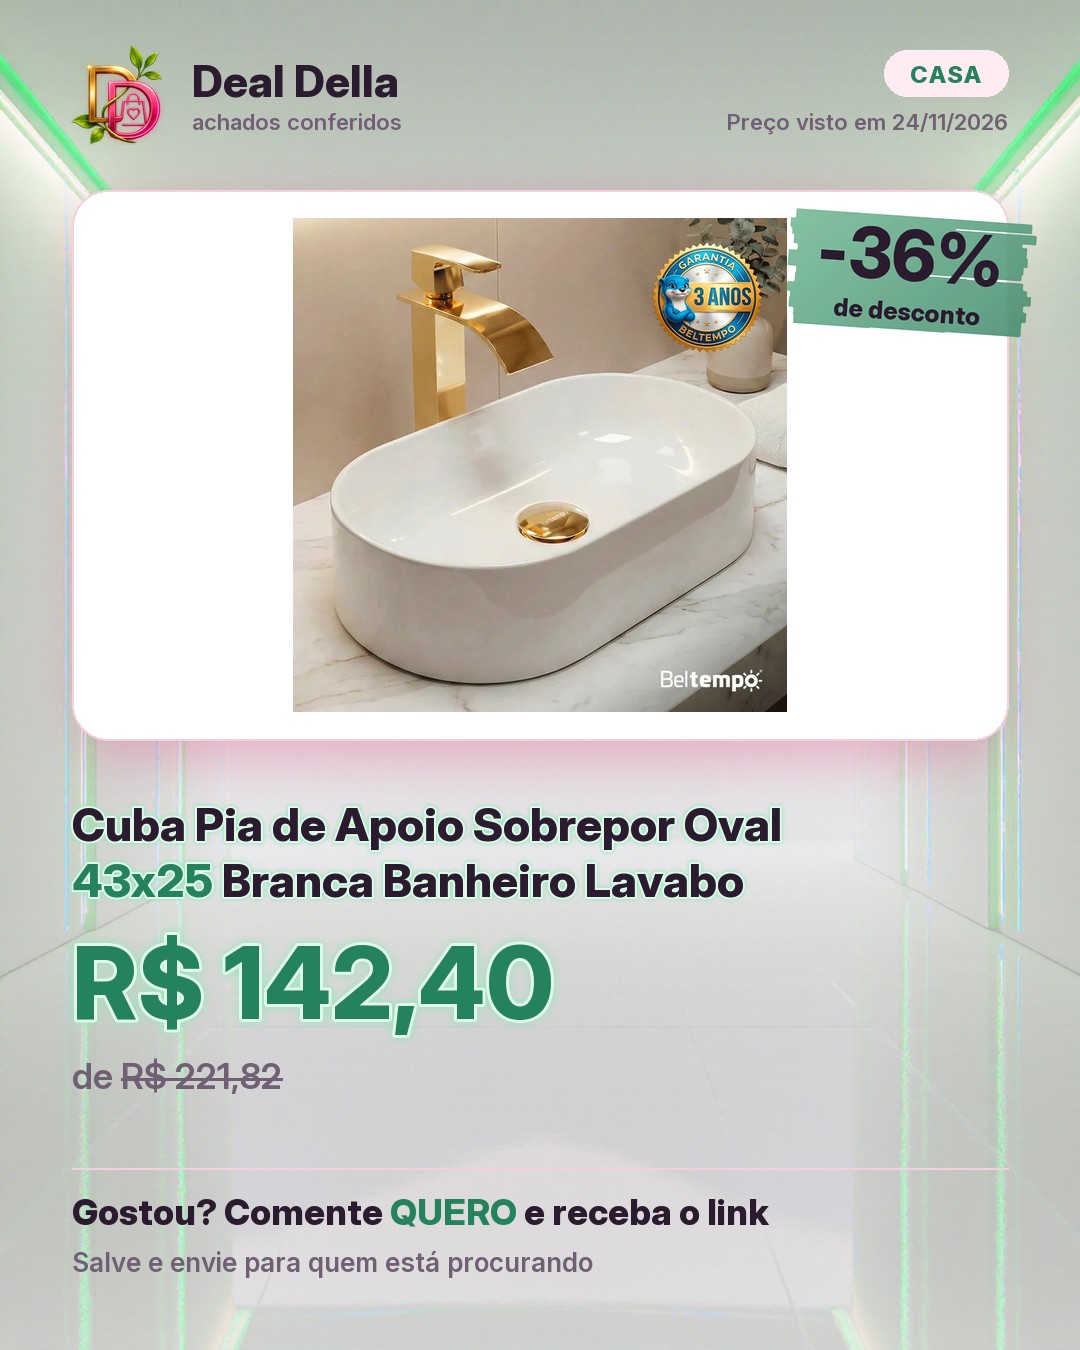 Deal Della
achados conferidos
CASA
Preço visto em 24/11/2026
-36%
de desconto
GARANTIA
3 ANOS
BELTEMPO
Beltempo
Cuba Pia de Apoio Sobrepor Oval
43x25 Branca Banheiro Lavabo
R$ 142,40
de R$ 221,82
Gostou? Comente QUERO e receba o link
Salve e envie para quem está procurando